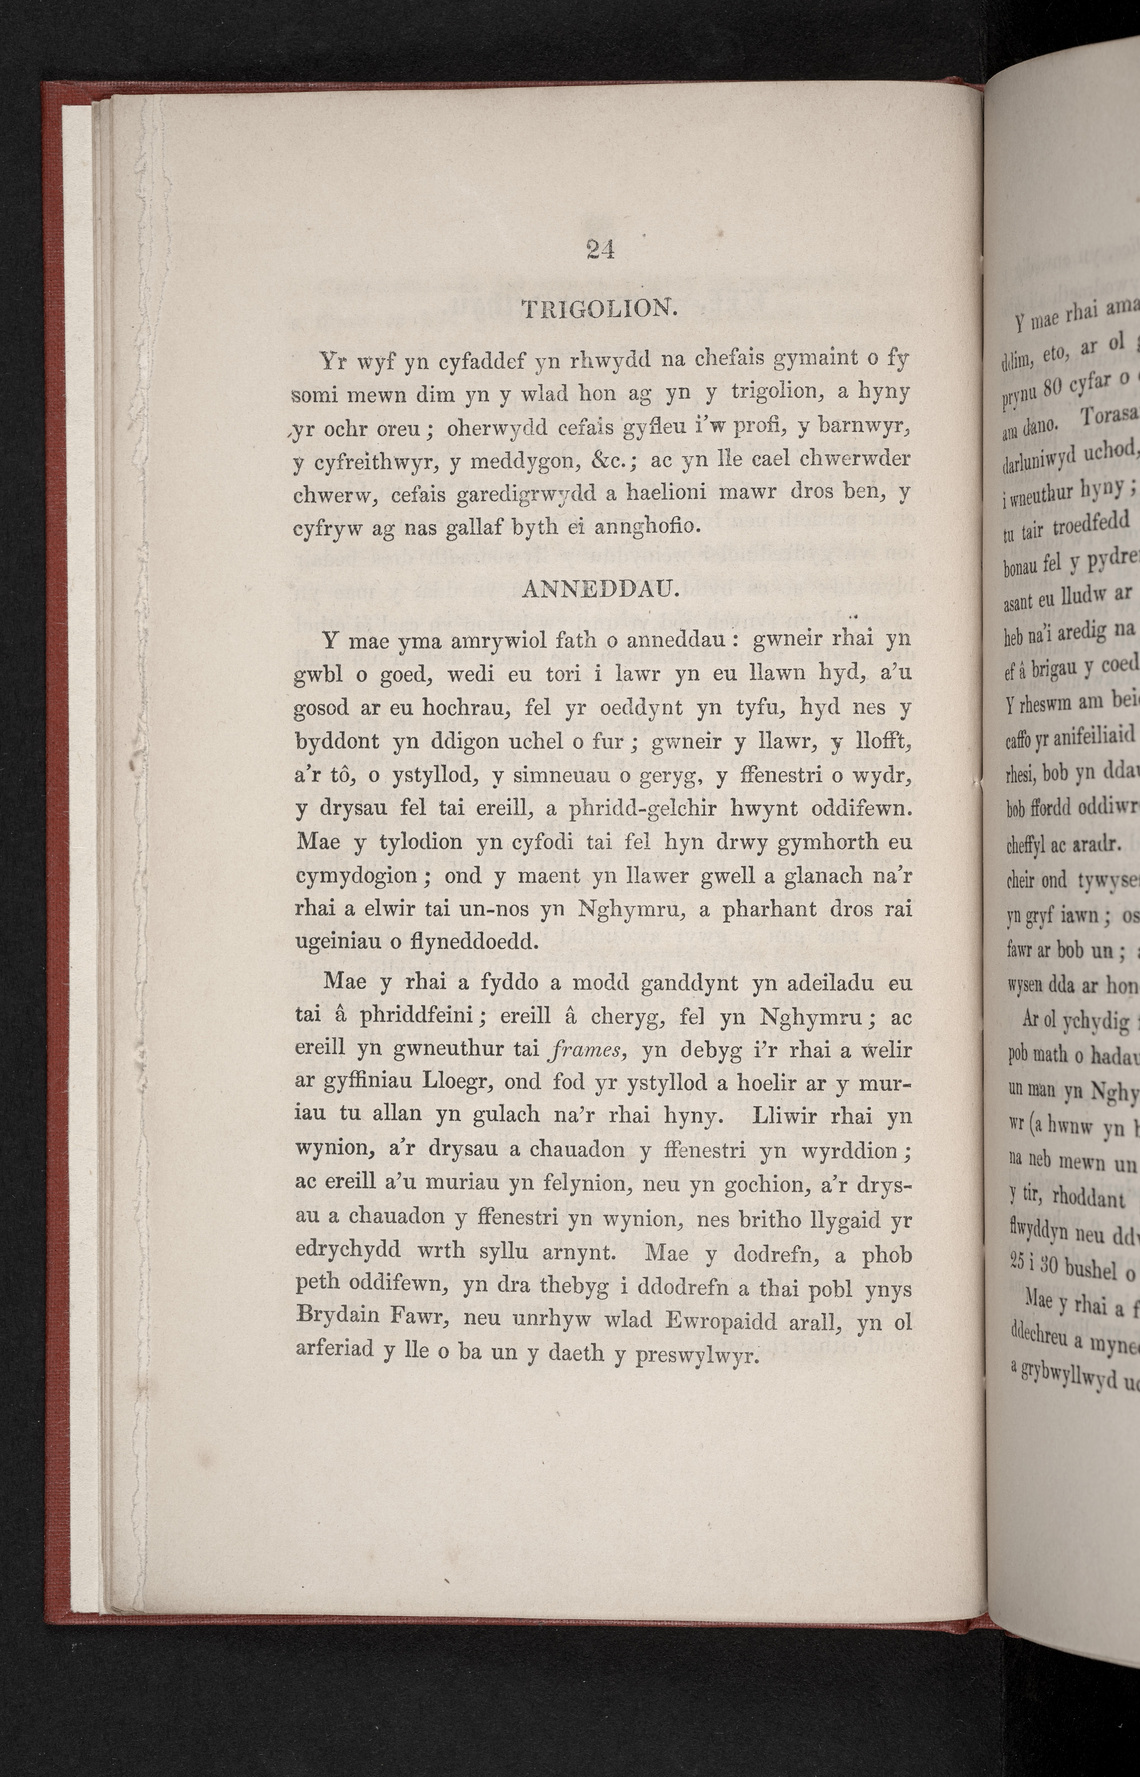 24
TRIGOLION.
Yr wyf yn cyfaddef yn rhwydd na chefais gymaint o fy
somi mewn dim yn y wlad hon ag yn y trigolion, a hyny
yr ochr oreu ; oherwydd cefais gyfleu i'w profi, y barnwyr,
y cyfreithwyr, y meddygon, &c. ; ac yn lle cael chwerwder
chwerw, cefais garedigrwydd a haelioni mawr dros ben, y
cyfryw ag nas gallaf byth ei annghofio.
ANNEDDAU.
Y mae yma amrywiol fath o anneddau : gwneir rhai yn
gwbl o goed, wedi eu tori i lawr yn eu llawn hyd, a'u
gosod ar eu hochrau, fel yr oeddynt yn tyfu, hyd nes y
byddont yn ddigon uchel o fur ; gwneir y llawr, y llofft,
a'r tô, o ystyllod, y simneuau o geryg, y ffenestri o wydr,
y drysau fel tai ereill, a phridd-gelchir hwynt oddifewn.
Mae y tylodion yn cyfodi tai fel hyn drwy gymhorth eu
cymydogion ; ond y maent yn llawer gwell a glanach na'r
rhai a elwir tai un-nos yn Nghymru, a pharhant dros rai
ugeiniau o flyneddoedd.
Mae y rhai a fyddo a modd ganddynt yn adeiladu eu
tai â phriddfeini ; ereill â cheryg, fel yn Nghymru ; ac
ereill yn gwneuthur tai frames, yn debyg i'r rhai a welir
ar gyffiniau Lloegr, ond fod yr ystyllod a hoelir ar y mur-
iau tu allan yn gulach na'r rhai hyny. Lliwir rhai yn
wynion, a'r drysau a chauadon y ffenestri yn wyrddion ;
ac ereill a'u muriau yn felynion, neu yn gochion, a'r drys-
au a chauadon y ffenestri yn wynion, nes britho llygaid yr
edrychydd wrth syllu arnynt. Mae y dodrefn, a phob
peth oddifewn, yn dra thebyg i ddodrefn a thai pobl ynys
Brydain Fawr, neu unrhyw wlad Ewropaidd arall, yn ol
arferiad y lle o ba un y daeth y preswylwyr.
Y mae rhai
ddim, eto, ar ol
prynu 80 cyfar o
am dano. Torasa
darluniwyd uchod,
i wneuthur hyny ;
tu tair troedfedd
bonau fel y pydre
asant eu lludw ar
heb na'i aredig na
ef â brigau y coed
Y rheswm am
caffo yr anifeiliaid
rhesi, bob yn
bob ffordd oddiwr
cheffyl ac aradr.
cheir ond
yn gryf iawn ; os
fawr ar bob un ;
wysen dda ar hon
Ar ol ychydig
pob math o
un man yn
wr (a hwnw yn
na neb mewn un
y tir, rhoddant
flwyddyn neu
25 i 30 bushel o
Mae y rhai a
ddechreu a
a grybwyllwyd